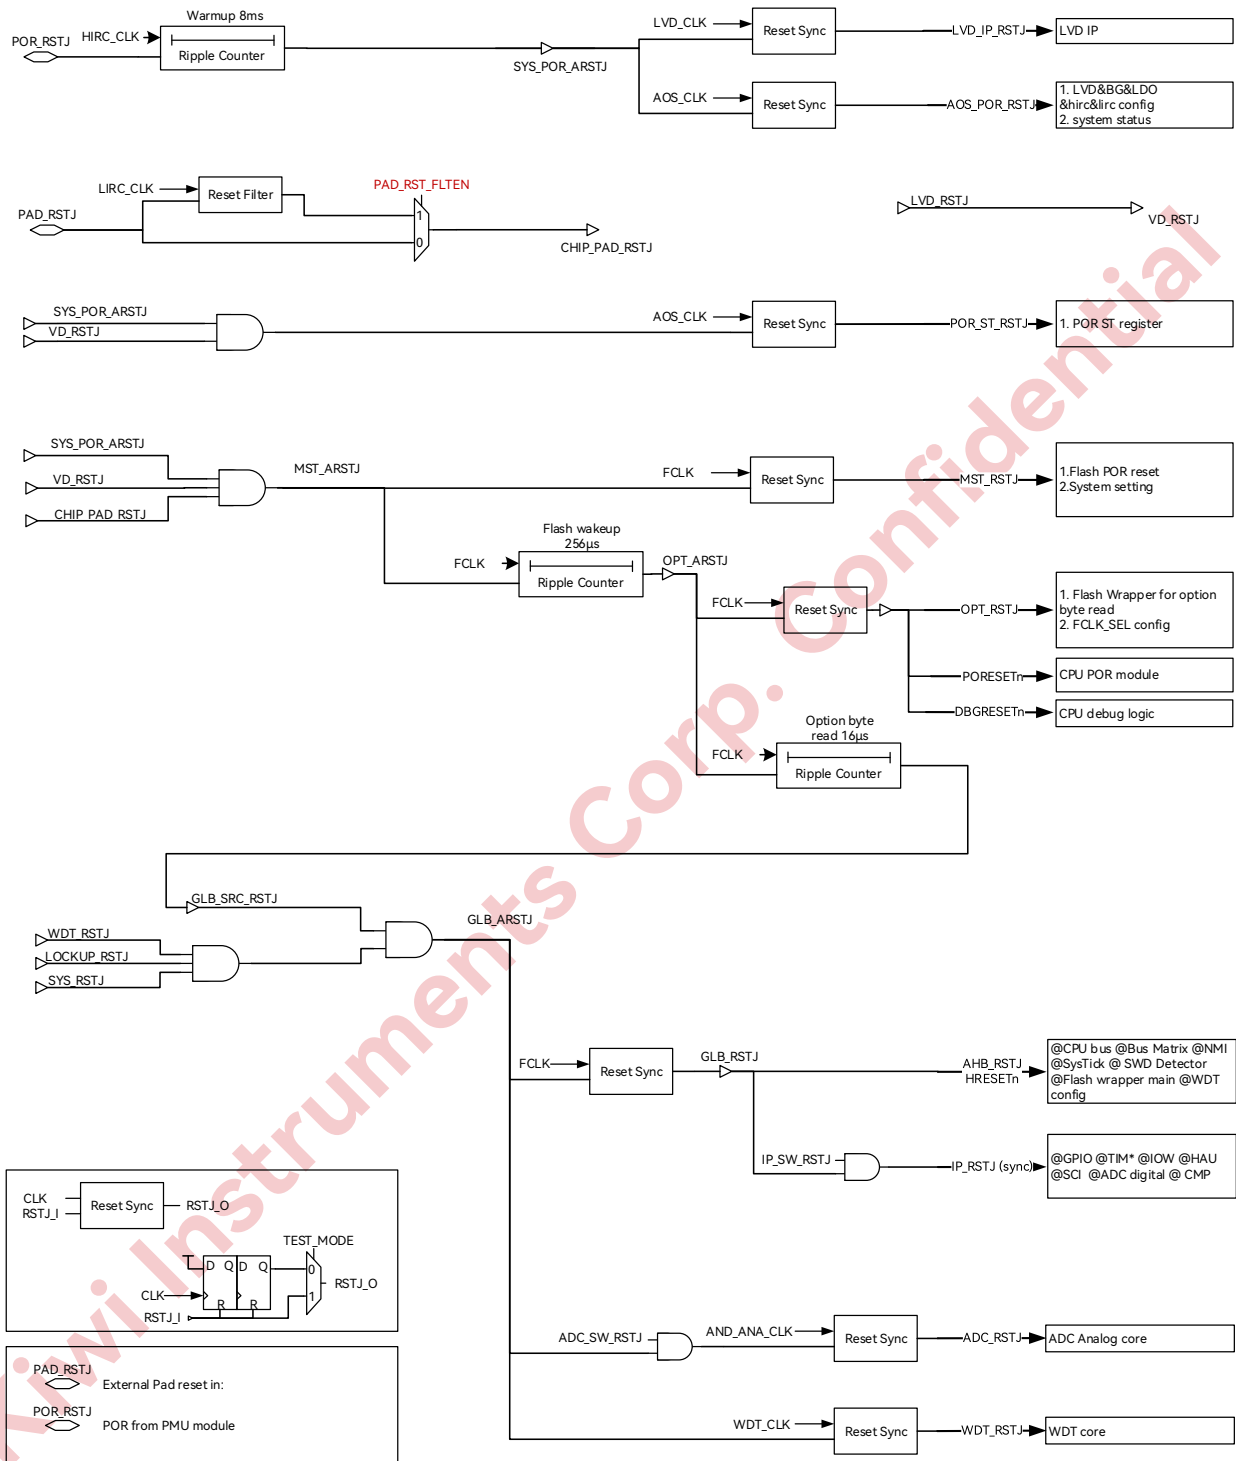 Warmup 8ms
POR_RSTJ
HIRC_CLK
Ripple Counter
SYS_POR_ARSTJ
LVD_CLK
Reset Sync
LVD_IP_RSTJ
LVD IP
AOS_CLK
Reset Sync
AOS_POR_RSTJ
1. LVD&BG&LDO
&hirc&lirc config
2. system status
LIRC_CLK
Reset Filter
PAD_RST_FLTEN
PAD_RSTJ
1
0
CHIP_PAD_RSTJ
LVD_RSTJ
VD_RSTJ
SYS_POR_ARSTJ
VD_RSTJ
AOS_CLK
Reset Sync
POR_ST_RSTJ
1. POR ST register
SYS_POR_ARSTJ
VD_RSTJ
CHIP_PAD_RSTJ
MST_ARSTJ
FCLK
Reset Sync
MST_RSTJ
1.Flash POR reset
2.System setting
Flash wakeup
256μs
FCLK
Ripple Counter
OPT_ARSTJ
FCLK
Reset Sync
OPT_RSTJ
1. Flash Wrapper for option
byte read
2. FCLK_SEL config
PORESETn
CPU POR module
DBGRESETn
CPU debug logic
Option byte
read 16μs
FCLK
Ripple Counter
GLB_SRC_RSTJ
WDT_RSTJ
LOCKUP_RSTJ
SYS_RSTJ
GLB_ARSTJ
FCLK
Reset Sync
GLB_RSTJ
AHB_RSTJ
HRESETn
@CPU bus @Bus Matrix @NMI
@SysTick @ SWD Detector
@Flash wrapper main @WDT
config
IP_SW_RSTJ
IP_RSTJ (sync)
@GPIO @TIM* @IOW @HAU
@SCI @ADC digital @ CMP
CLK
RSTJ_I
Reset Sync
RSTJ_O
TEST_MODE
D Q D Q
0
1
CLK
R R
RSTJ_I
RSTJ_O
ADC_SW_RSTJ
AND_ANA_CLK
Reset Sync
ADC_RSTJ
ADC Analog core
PAD_RSTJ
External Pad reset in:
POR_RSTJ
POR from PMU module
WDT_CLK
Reset Sync
WDT_RSTJ
WDT core
Kiwi Instruments Corp. Confidential